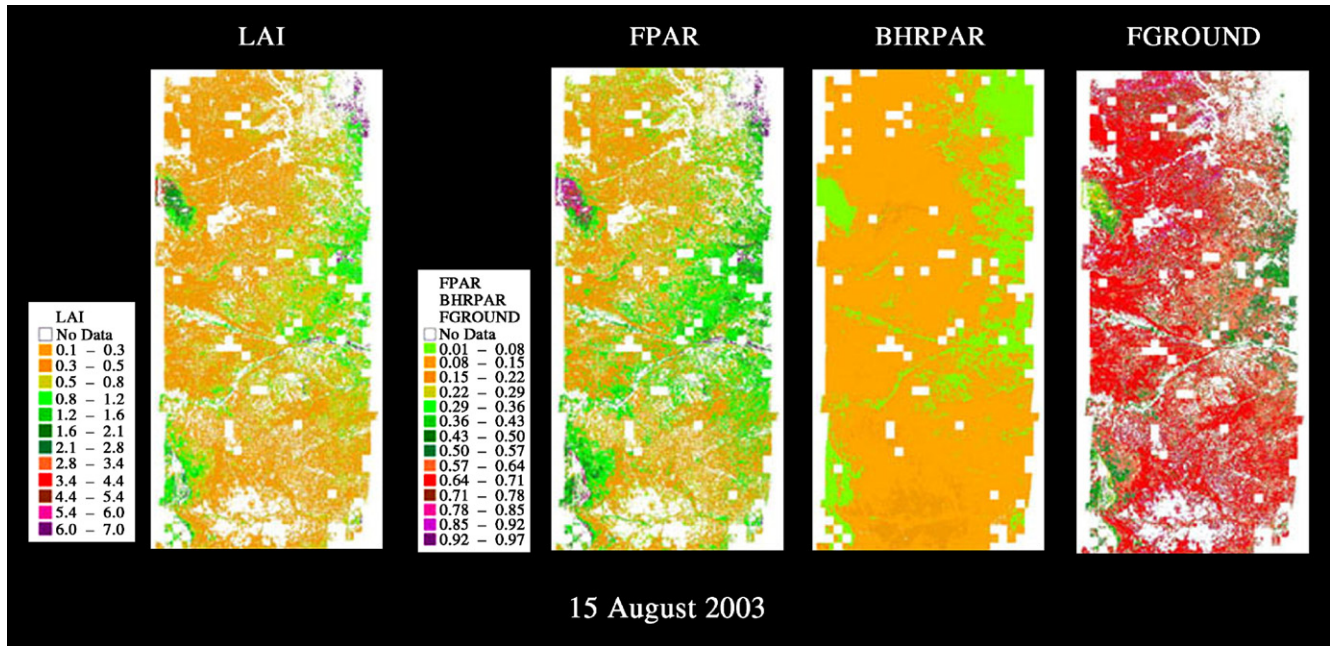 LAI
FPAR
BHRPAR
FGROUND
LAI
No Data
0.1 – 0.3
0.3 – 0.5
0.5 – 0.8
0.8 – 1.2
1.2 – 1.6
1.6 – 2.1
2.1 – 2.8
2.8 – 3.4
3.4 – 4.4
4.4 – 5.4
5.4 – 6.0
6.0 – 7.0
FPAR
BHRPAR
FGROUND
No Data
0.01 – 0.08
0.08 – 0.15
0.15 – 0.22
0.22 – 0.29
0.29 – 0.36
0.36 – 0.43
0.43 – 0.50
0.50 – 0.57
0.57 – 0.64
0.64 – 0.71
0.71 – 0.78
0.78 – 0.85
0.85 – 0.92
0.92 – 0.97
15 August 2003